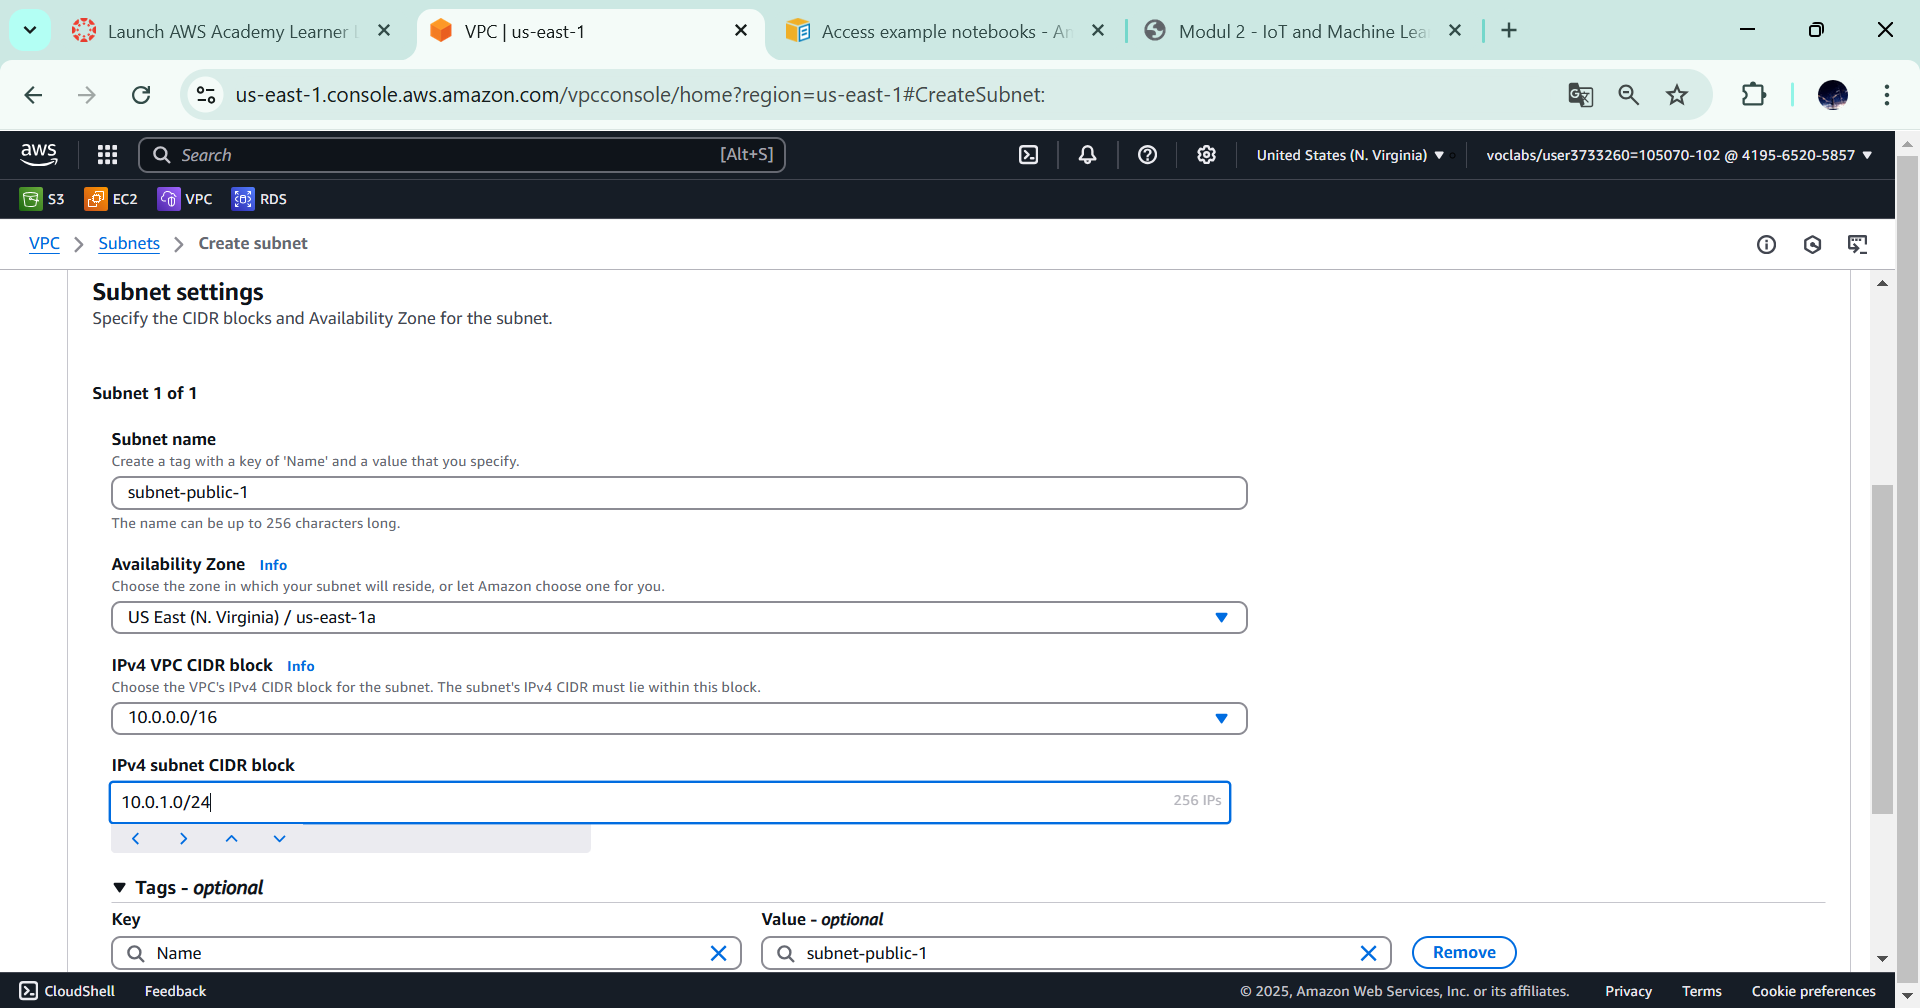 Launch AWS Academy Learner L
VPC | us-east-1
Access example notebooks - An
Modul 2 - IoT and Machine Lear
us-east-1.console.aws.amazon.com/vpcconsole/home?region=us-east-1#CreateSubnet:
aws
Search
[Alt+S]
United States (N. Virginia)
voclabs/user3733260=105070-102 @ 4195-6520-5857
S3
EC2
VPC
RDS
VPC
Subnets
Create subnet
Subnet settings
Specify the CIDR blocks and Availability Zone for the subnet.
Subnet 1 of 1
Subnet name
Create a tag with a key of 'Name' and a value that you specify.
subnet-public-1
The name can be up to 256 characters long.
Availability Zone Info
Choose the zone in which your subnet will reside, or let Amazon choose one for you.
US East (N. Virginia) / us-east-1a
IPv4 VPC CIDR block Info
Choose the VPC's IPv4 CIDR block for the subnet. The subnet's IPv4 CIDR must lie within this block.
10.0.0.0/16
IPv4 subnet CIDR block
10.0.1.0/24
256 IPs
Tags - optional
Key
Value - optional
Name
subnet-public-1
Remove
CloudShell
Feedback
© 2025, Amazon Web Services, Inc. or its affiliates.
Privacy
Terms
Cookie preferences